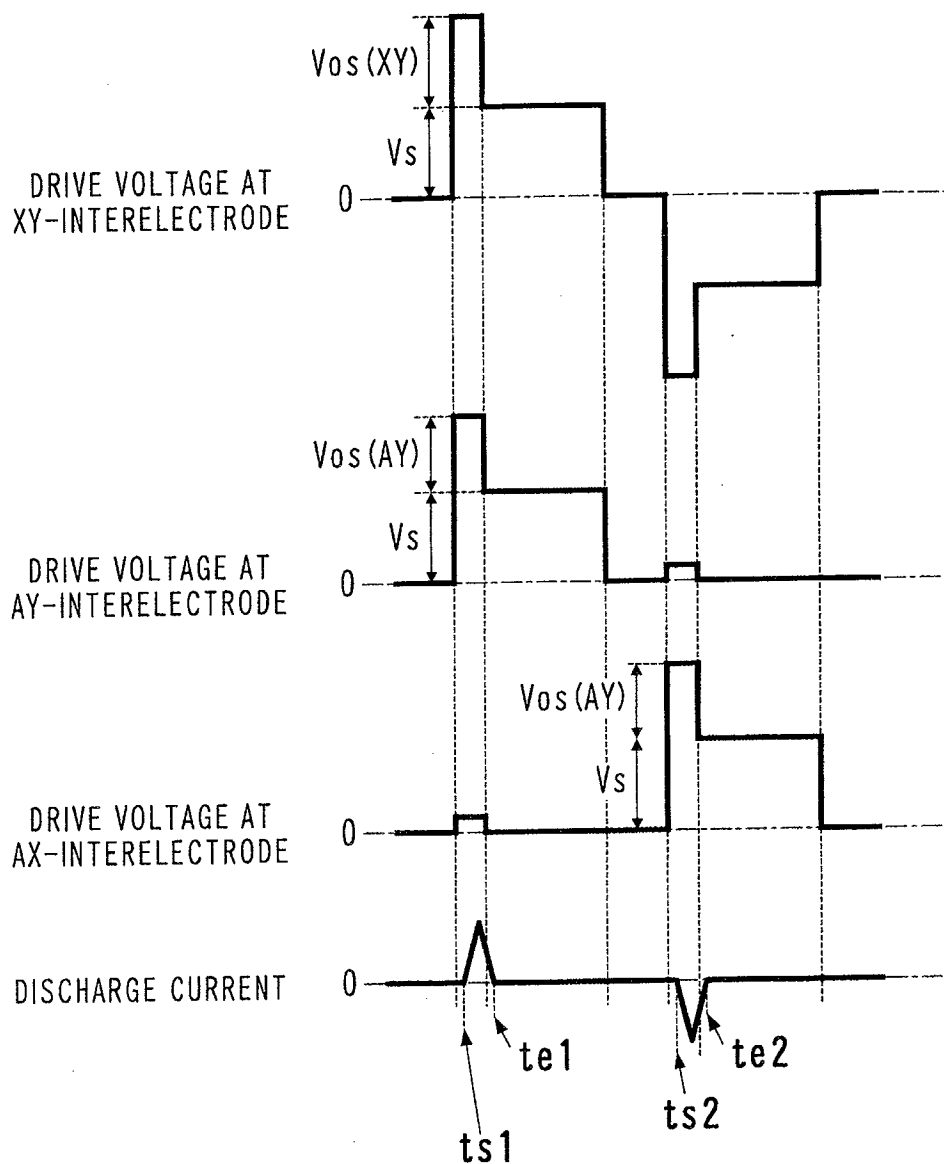 Vos(XY)
Vs
DRIVE VOLTAGE AT
XY-INTERELECTRODE
0
Vos(AY)
Vs
DRIVE VOLTAGE AT
AY-INTERELECTRODE
0
Vos(AY)
Vs
DRIVE VOLTAGE AT
AX-INTERELECTRODE
0
DISCHARGE CURRENT
0
te1
te2
ts1
ts2